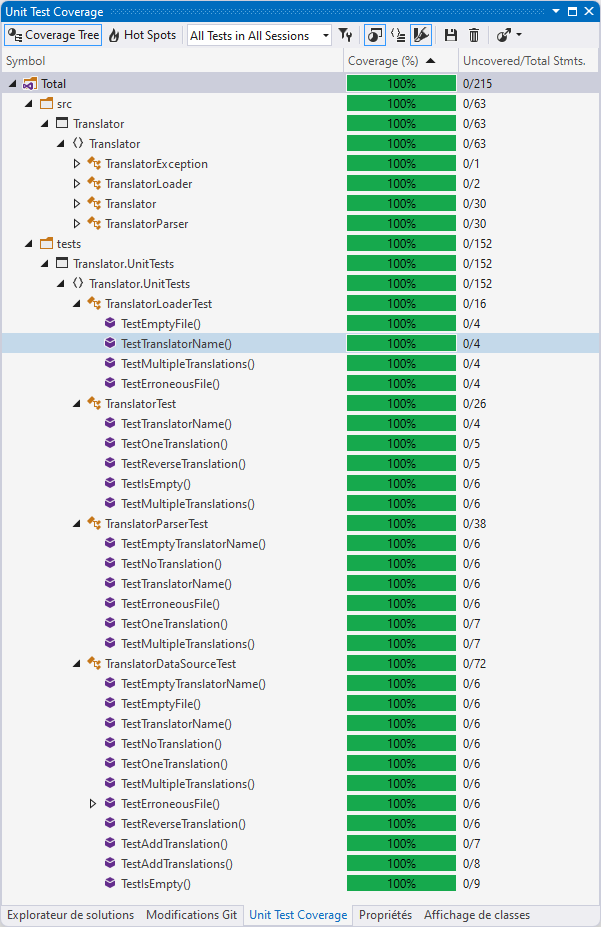 Unit Test Coverage
Coverage Tree Hot Spots All Tests in All Sessions
Symbol Coverage (%) Uncovered/Total Stmts.
Total 100% 0/215
src 100% 0/63
Translator 100% 0/63
Translator 100% 0/63
TranslatorException 100% 0/1
TranslatorLoader 100% 0/2
Translator 100% 0/30
TranslatorParser 100% 0/30
tests 100% 0/152
Translator.UnitTests 100% 0/152
Translator.UnitTests 100% 0/152
TranslatorLoaderTest 100% 0/16
TestEmptyFile() 100% 0/4
TestTranslatorName() 100% 0/4
TestMultipleTranslations() 100% 0/4
TestErroneousFile() 100% 0/4
TranslatorTest 100% 0/26
TestTranslatorName() 100% 0/4
TestOneTranslation() 100% 0/5
TestReverseTranslation() 100% 0/5
TestIsEmpty() 100% 0/6
TestMultipleTranslations() 100% 0/6
TranslatorParserTest 100% 0/38
TestEmptyTranslatorName() 100% 0/6
TestNoTranslation() 100% 0/6
TestTranslatorName() 100% 0/6
TestErroneousFile() 100% 0/6
TestOneTranslation() 100% 0/7
TestMultipleTranslations() 100% 0/7
TranslatorDataSourceTest 100% 0/72
TestEmptyTranslatorName() 100% 0/6
TestEmptyFile() 100% 0/6
TestTranslatorName() 100% 0/6
TestNoTranslation() 100% 0/6
TestOneTranslation() 100% 0/6
TestMultipleTranslations() 100% 0/6
TestErroneousFile() 100% 0/6
TestReverseTranslation() 100% 0/6
TestAddTranslation() 100% 0/7
TestAddTranslations() 100% 0/8
TestIsEmpty() 100% 0/9
Explorateur de solutions Modifications Git Unit Test Coverage Propriétés Affichage de classes